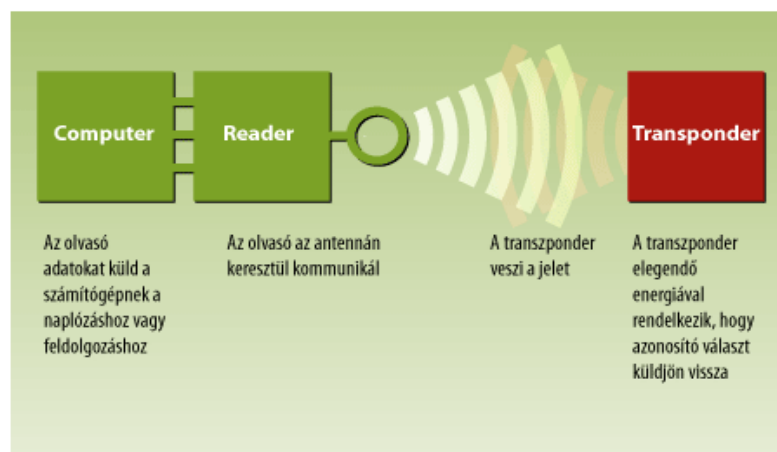 Computer
Reader
Transponder
Az olvasó
adatokat küld a
számítógépnek a
naplózáshoz vagy
feldolgozáshoz
Az olvasó az antennán
keresztül kommunikál
A transzponder
veszi a jelet
A transzponder
elegendő
energiával
rendelkezik, hogy
azonosító választ
küldjön vissza